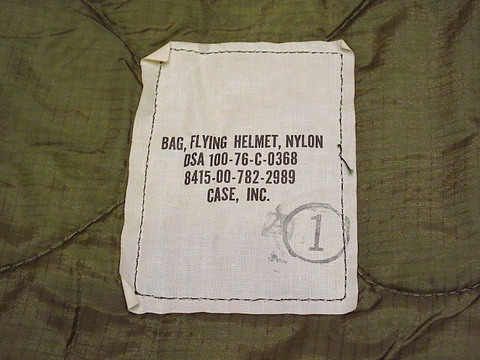 BAG, FLYING HELMET, NYLON
DSA 100-76-C-0368
8415-00-782-2989
CASE, INC.
1